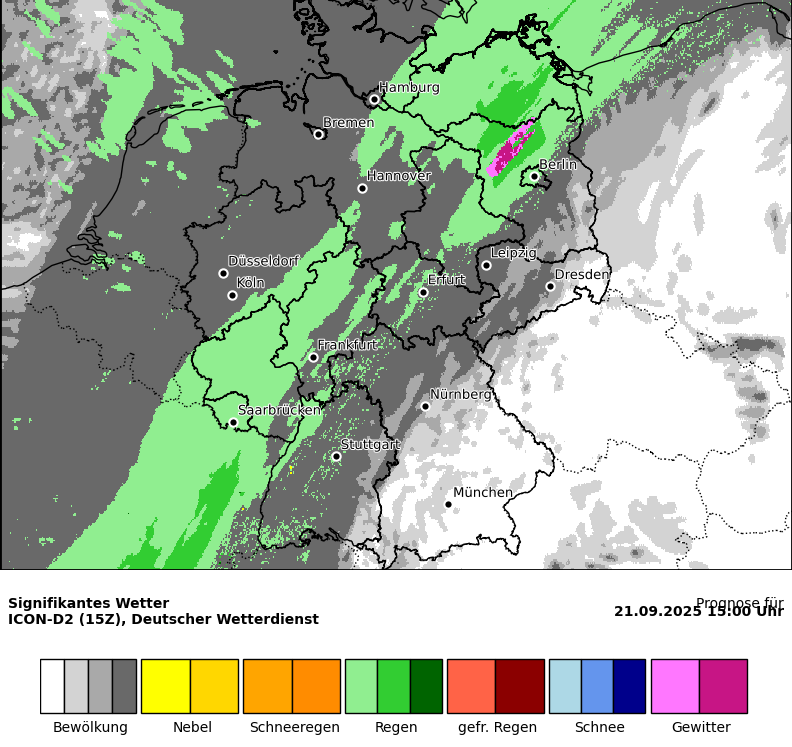 Hamburg
Bremen
Berlin
Hannover
Leipzig
Düsseldorf
Dresden
Köln
Erfurt
Frankfurt
Nürnberg
Saarbrücken
Stuttgart
München
Signifikantes Wetter
ICON-D2 (15Z), Deutscher Wetterdienst
Prognose für
21.09.2025 15:00 Uhr
Bewölkung Nebel Schneeregen Regen gefr. Regen Schnee Gewitter